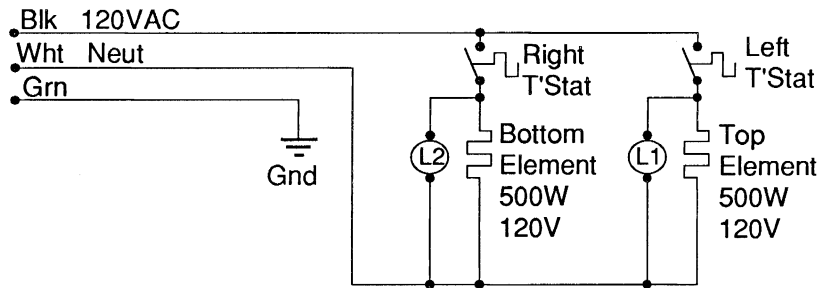 Blk 120VAC
Wht Neut
Grn
Gnd
Right
T'Stat
Left
T'Stat
L2
Bottom
Element
500W
120V
L1
Top
Element
500W
120V